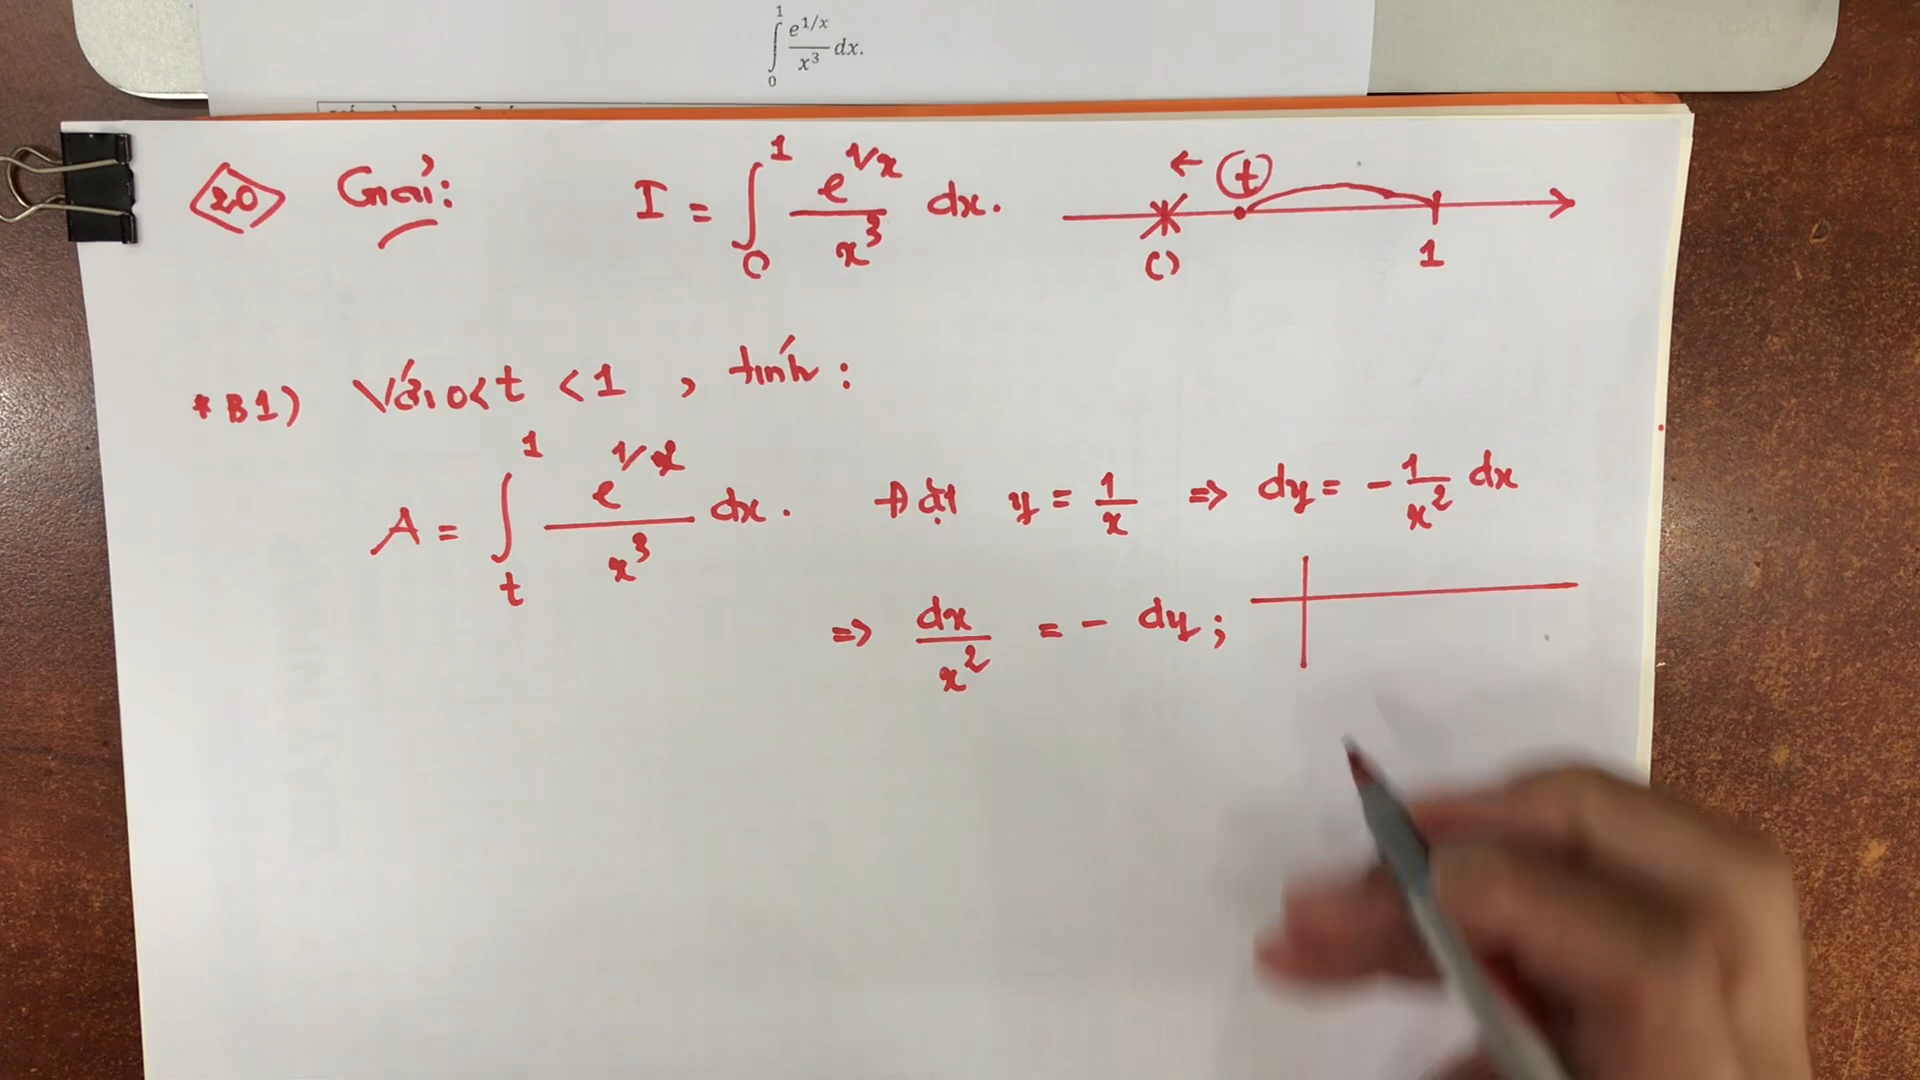 ∫₀¹ e^{1/x}/x³ dx.
20 Giải: I = ∫₀¹ e^{1/x}/x³ dx. ← t 0 1
* B1) Với 0< t < 1 , tính :
A = ∫ₜ¹ e^{1/x}/x³ dx . Đặt y = 1/x ⇒ dy = - 1/x² dx
⇒ dx/x² = - dy ;